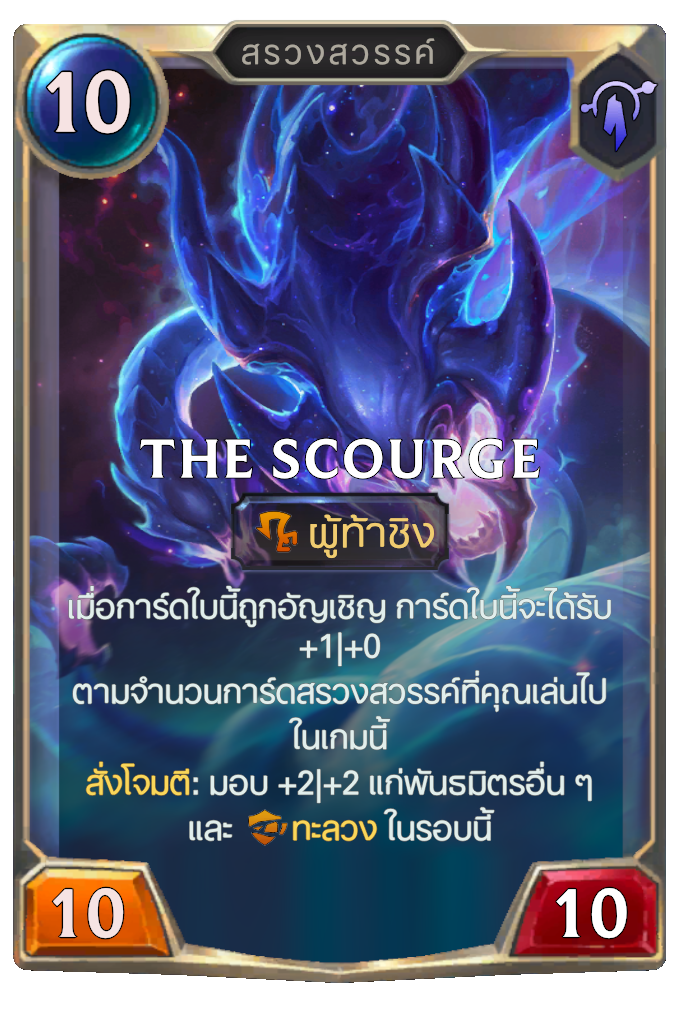 สรวงสวรรค์
10
THE SCOURGE
ผู้ท้าชิง
เมื่อการ์ดใบนี้ถูกอัญเชิญ การ์ดใบนี้จะได้รับ
+1|+0
ตามจำนวนการ์ดสรวงสวรรค์ที่คุณเล่นไป
ในเกมนี้
สั่งโจมตี: มอบ +2|+2 แก่พันธมิตรอื่น ๆ
และ ทะลวง ในรอบนี้
10
10